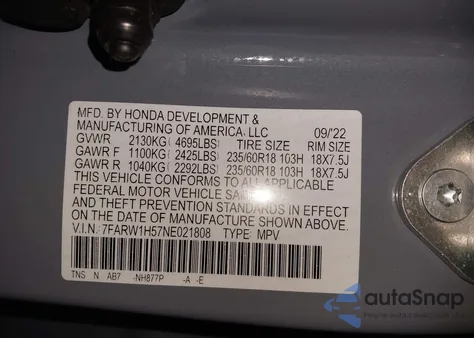 MFD. BY HONDA DEVELOPMENT &
MANUFACTURING OF AMERICA, LLC 09/'22
GVWR 2130KG(4695LBS) TIRE SIZE RIM SIZE
GAWR F 1100KG(2425LBS) 235/60R18 103H 18X7.5J
GAWR R 1040KG(2292LBS) 235/60R18 103H 18X7.5J
THIS VEHICLE CONFORMS TO ALL APPLICABLE
FEDERAL MOTOR VEHICLE SAFETY
AND THEFT PREVENTION STANDARDS IN EFFECT
ON THE DATE OF MANUFACTURE SHOWN ABOVE.
V.I.N.: 7FARW1H57NE021808 TYPE: MPV
TNS N AB7 -NH877P -A -E
autoSnap